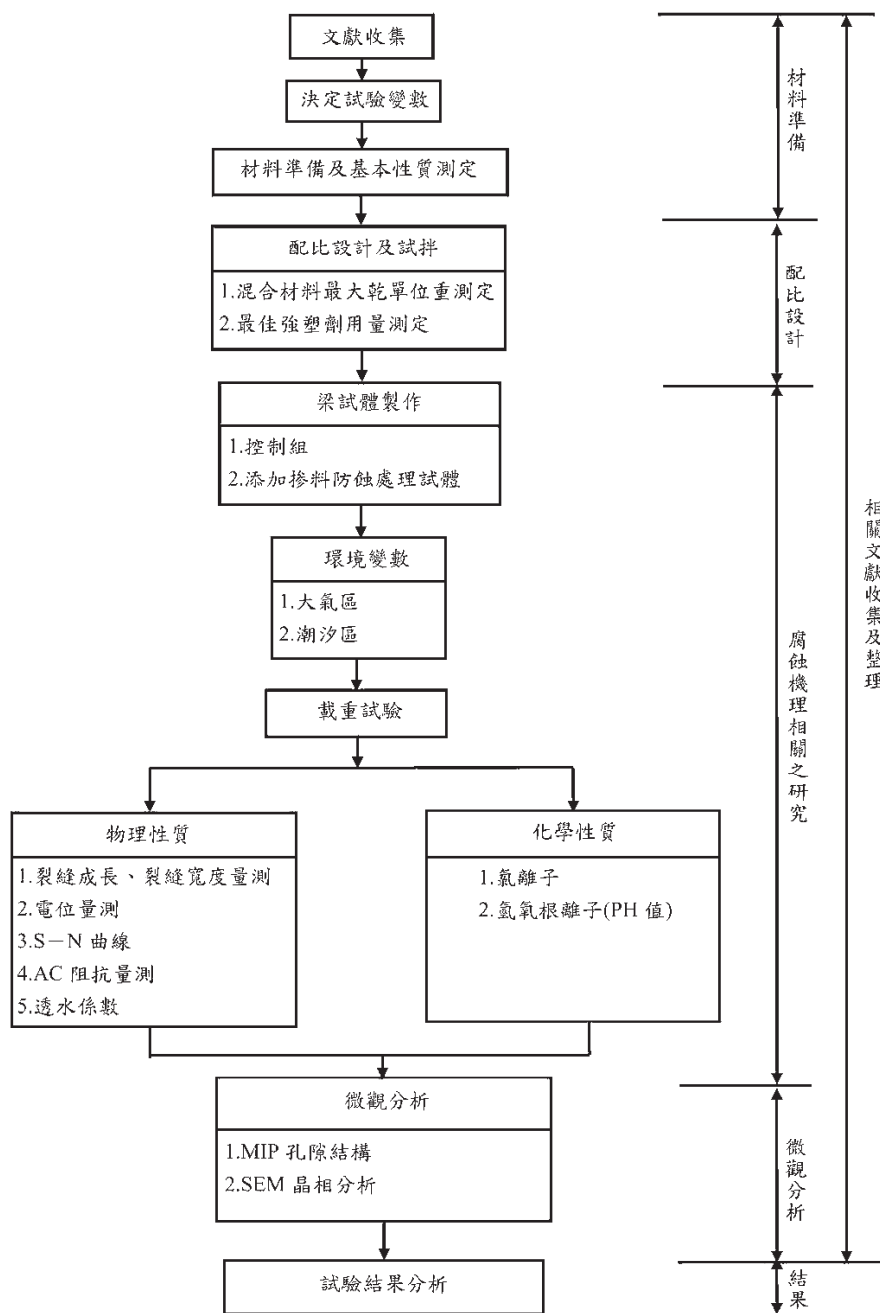 文獻收集
決定試驗變數
材料準備及基本性質測定
配比設計及試拌
1.混合材料最大乾單位重測定
2.最佳強塑劑用量測定
梁試體製作
1.控制組
2.添加摻料防蝕處理試體
環境變數
1.大氣區
2.潮汐區
載重試驗
物理性質
1.裂縫成長、裂縫寬度量測
2.電位量測
3.S－N 曲線
4.AC 阻抗量測
5.透水係數
化學性質
1.氯離子
2.氫氧根離子(PH 值)
微觀分析
1.MIP 孔隙結構
2.SEM 晶相分析
試驗結果分析
材料準備
配比設計
腐蝕機理相關之研究
微觀分析
結果
相關文獻收集及整理